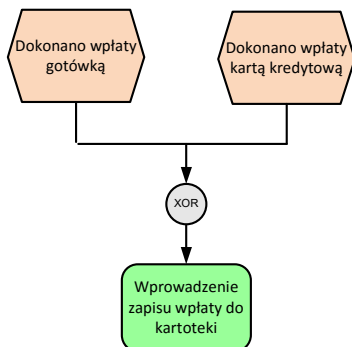 Dokonano wpłaty
gotówką
Dokonano wpłaty
kartą kredytową
XOR
Wprowadzenie
zapisu wpłaty do
kartoteki